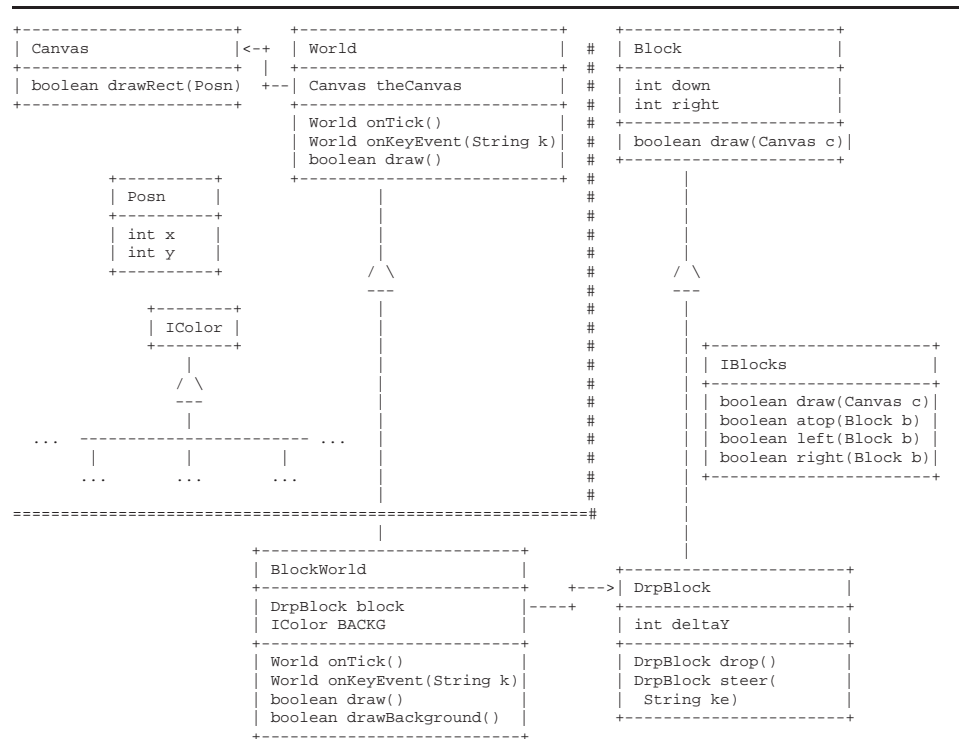 Canvas
boolean drawRect(Posn)
World
Canvas theCanvas
World onTick()
World onKeyEvent(String k)
boolean draw()
Block
int down
int right
boolean draw(Canvas c)
Posn
int x
int y
IColor
... ...
... ... ...
IBlocks
boolean draw(Canvas c)
boolean atop(Block b)
boolean left(Block b)
boolean right(Block b)
BlockWorld
DrpBlock block
IColor BACKG
World onTick()
World onKeyEvent(String k)
boolean draw()
boolean drawBackground()
DrpBlock
int deltaY
DrpBlock drop()
DrpBlock steer(
String ke)